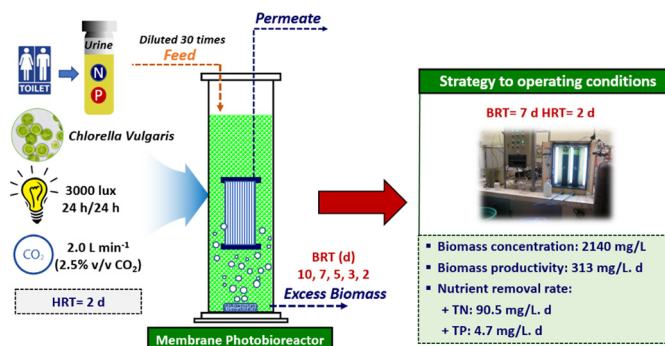 Permeate
Diluted 30 times
Feed
Urine
N
P
TOILET
Chlorella Vulgaris
3000 lux
24 h/24 h
CO₂
2.0 L min⁻¹
(2.5% v/v CO₂)
HRT= 2 d
BRT (d)
10, 7, 5, 3, 2
Excess Biomass
Membrane Photobioreactor
Strategy to operating conditions
BRT= 7 d HRT= 2 d
▪ Biomass concentration: 2140 mg/L
▪ Biomass productivity: 313 mg/L. d
▪ Nutrient removal rate:
+ TN: 90.5 mg/L. d
+ TP: 4.7 mg/L. d